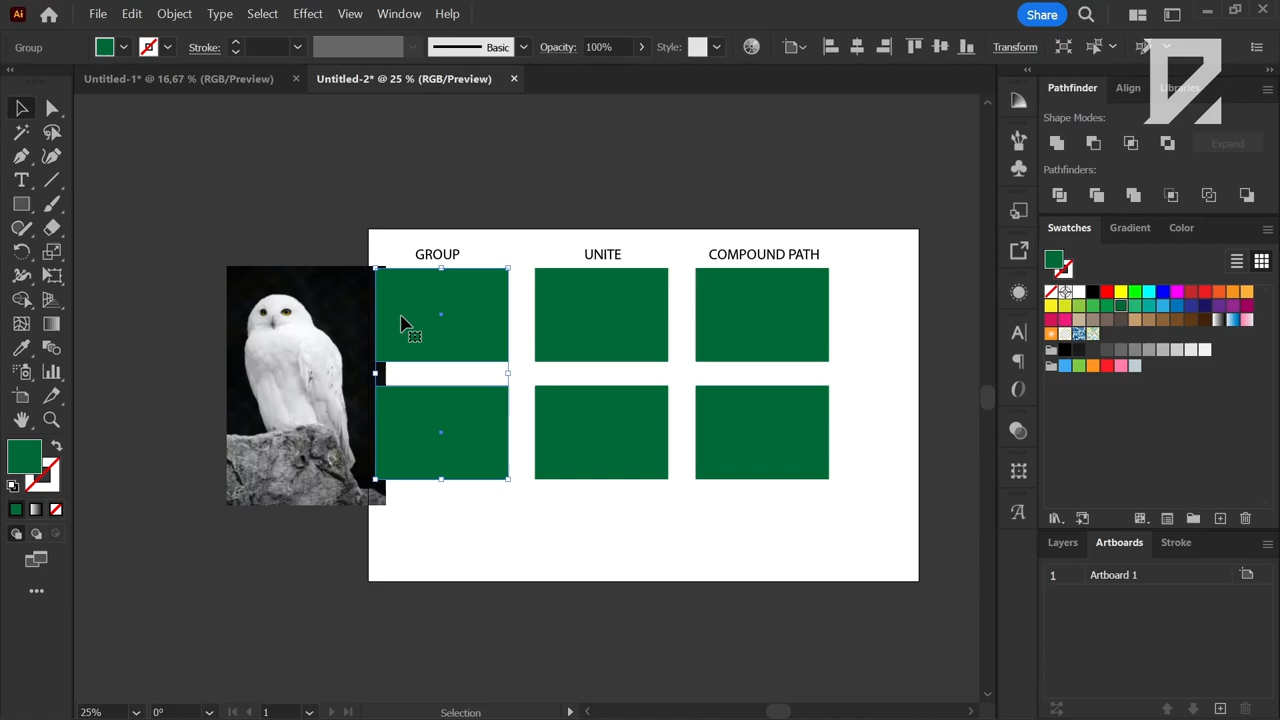 Ai
File
Edit
Object
Type
Select
Effect
View
Window
Help
Share
Group
Stroke:
Basic
Opacity:
100%
Style:
Transform
Untitled-1* @ 16,67 % (RGB/Preview)
Untitled-2* @ 25 % (RGB/Preview)
Pathfinder
Align
Libraries
Shape Modes:
Expand
Pathfinders:
Swatches
Gradient
Color
GROUP
UNITE
COMPOUND PATH
Layers
Artboards
Stroke
1
Artboard 1
25%
0°
1
Selection